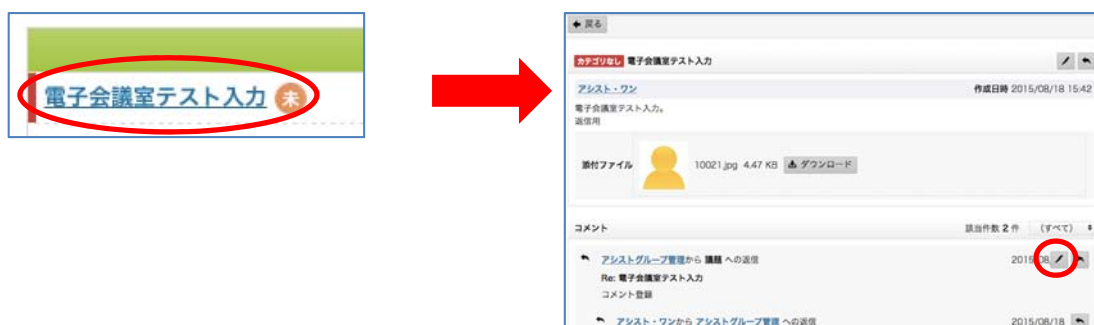 電子会議室テスト入力 未
戻る
カテゴリなし 電子会議室テスト入力
アシスト・ワン 作成日時 2015/08/18 15:42
電子会議室テスト入力。
返信用
添付ファイル 10021.jpg 4.47 KB ダウンロード
コメント 該当件数 2 件 (すべて)
アシストグループ管理から 議題 への返信 2015/08
Re: 電子会議室テスト入力
コメント登録
アシスト・ワンから アシストグループ管理 への返信 2015/08/18